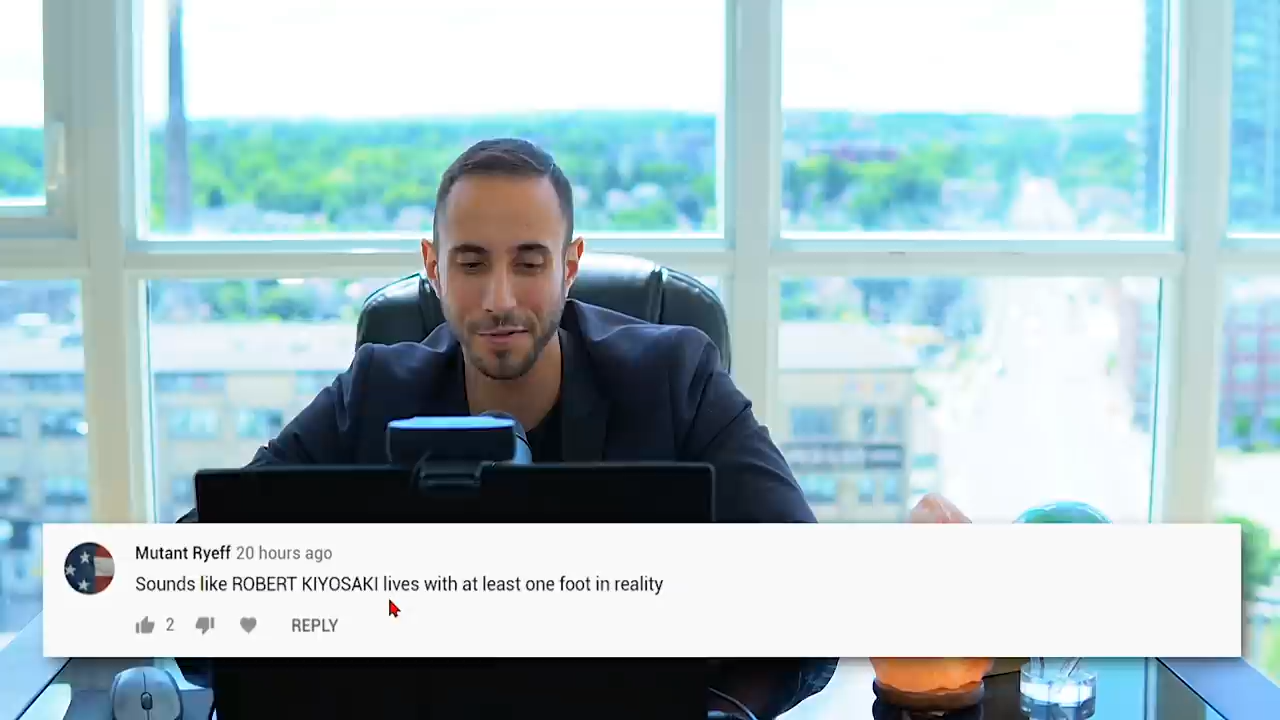 Mutant Ryeff 20 hours ago
Sounds like ROBERT KIYOSAKI lives with at least one foot in reality
2 REPLY